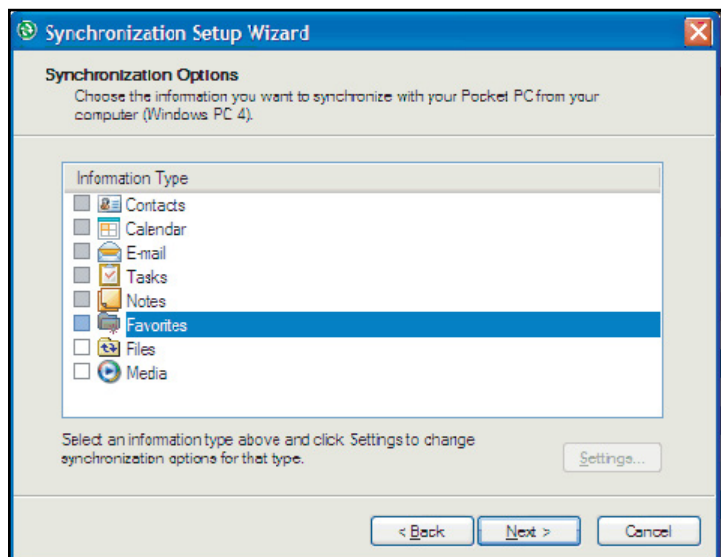 Synchronization Setup Wizard
Synchronization Options
Choose the information you want to synchronize with your Pocket PC from your
computer (Windows PC 4).
Information Type
Contacts
Calendar
E-mail
Tasks
Notes
Favorites
Files
Media
Select an information type above and click Settings to change
synchronization options for that type.
Settings...
< Back
Next >
Cancel